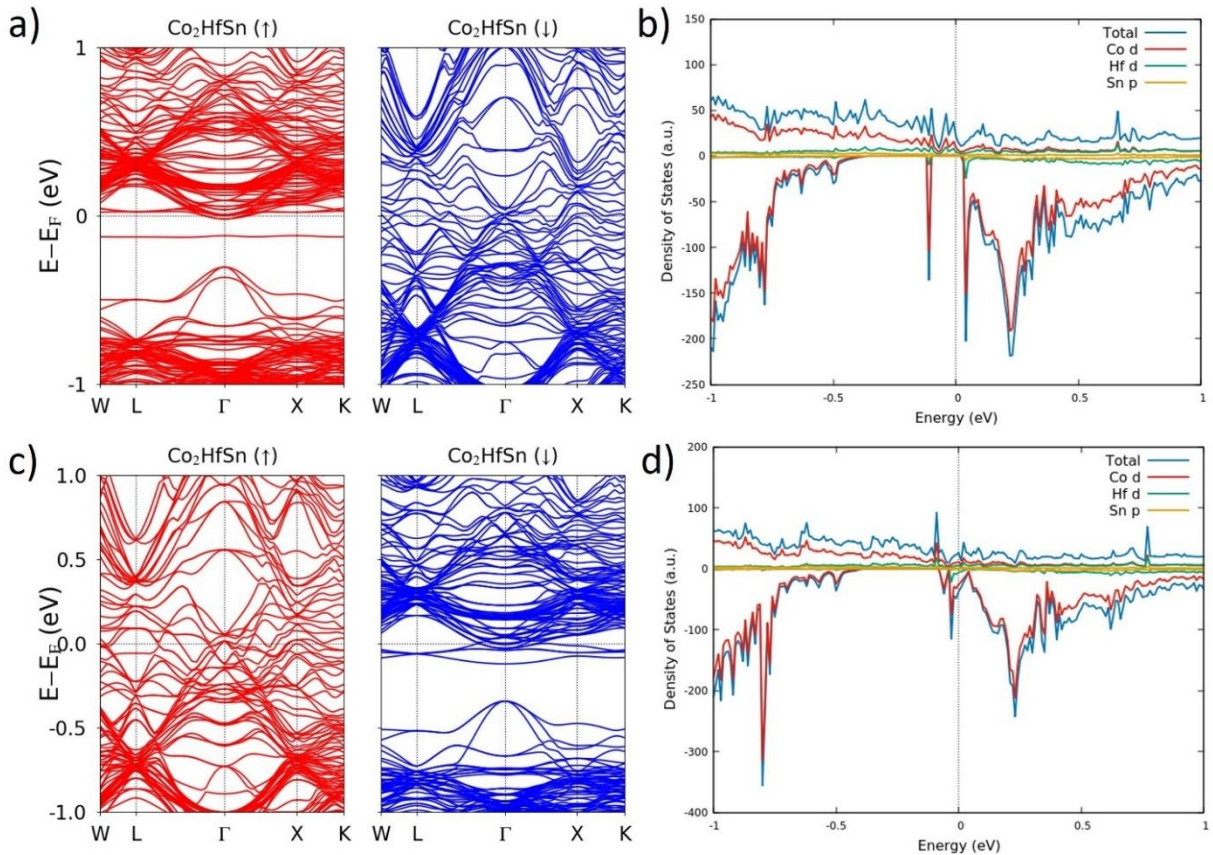 a)
Co₂HfSn (↑)
Co₂HfSn (↓)
E−E_F (eV)
1
0
-1
W L Γ X K
W L Γ X K
b)
Total
Co d
Hf d
Sn p
Density of States (a.u.)
150
100
50
0
-50
-100
-150
-200
-250
-1 -0.5 0 0.5 1
Energy (eV)
c)
Co₂HfSn (↑)
Co₂HfSn (↓)
E−E_F (eV)
1.0
0.5
0.0
-0.5
-1.0
W L Γ X K
W L Γ X K
d)
Total
Co d
Hf d
Sn p
Density of States (a.u.)
200
100
0
-100
-200
-300
-400
-1 -0.5 0 0.5 1
Energy (eV)